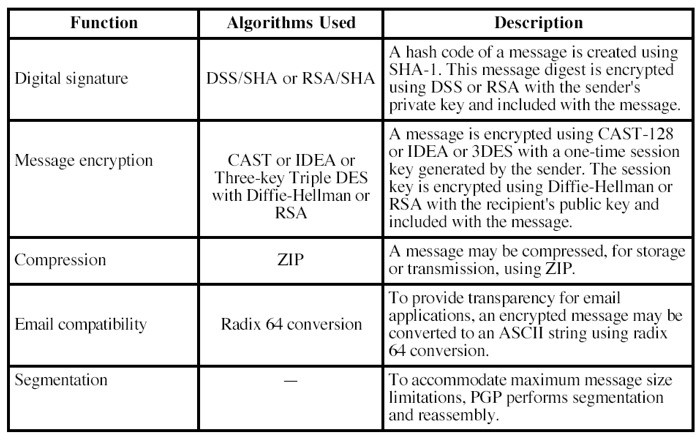 Function Algorithms Used Description
Digital signature DSS/SHA or RSA/SHA A hash code of a message is created using
SHA-1. This message digest is encrypted
using DSS or RSA with the sender's
private key and included with the message.
Message encryption CAST or IDEA or
Three-key Triple DES
with Diffie-Hellman or
RSA
A message is encrypted using CAST-128
or IDEA or 3DES with a one-time session
key generated by the sender. The session
key is encrypted using Diffie-Hellman or
RSA with the recipient's public key and
included with the message.
Compression ZIP A message may be compressed, for storage
or transmission, using ZIP.
Email compatibility Radix 64 conversion To provide transparency for email
applications, an encrypted message may be
converted to an ASCII string using radix
64 conversion.
Segmentation — To accommodate maximum message size
limitations, PGP performs segmentation
and reassembly.